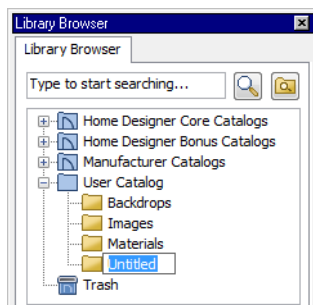 Library Browser
Library Browser
Type to start searching...
Home Designer Core Catalogs
Home Designer Bonus Catalogs
Manufacturer Catalogs
User Catalog
Backdrops
Images
Materials
Untitled
Trash